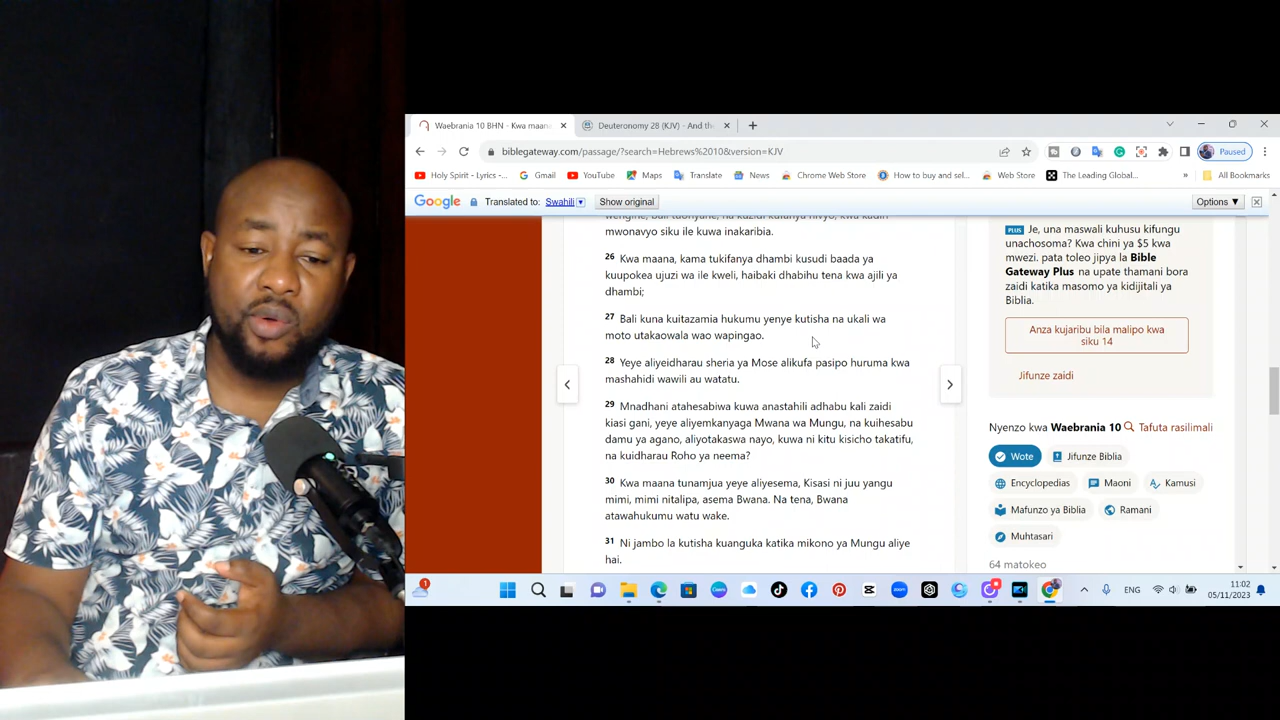 Waebrania 10 BHN - Kwa maana
Deuteronomy 28 (KJV) - And th
biblegateway.com/passage/?search=Hebrews%2010&version=KJV
Paused
Holy Spirit - Lyrics -...
Gmail
YouTube
Maps
Translate
News
Chrome Web Store
How to buy and sel...
Web Store
The Leading Global...
»
All Bookmarks
Google
Translated to: Swahili
Show original
Options ▼
mwonavyo siku ile kuwa inakaribia.
26 Kwa maana, kama tukifanya dhambi kusudi baada ya
kuupokea ujuzi wa ile kweli, haibaki dhabihu tena kwa ajili ya
dhambi;
27 Bali kuna kuitazamia hukumu yenye kutisha na ukali wa
moto utakaowala wao wapingao.
28 Yeye aliyeidharau sheria ya Mose alikufa pasipo huruma kwa
mashahidi wawili au watatu.
29 Mnadhani atahesabiwa kuwa anastahili adhabu kali zaidi
kiasi gani, yeye aliyemkanyaga Mwana wa Mungu, na kuihesabu
damu ya agano, aliyotakaswa nayo, kuwa ni kitu kisicho takatifu,
na kuidharau Roho ya neema?
30 Kwa maana tunamjua yeye aliyesema, Kisasi ni juu yangu
mimi, mimi nitalipa, asema Bwana. Na tena, Bwana
atawahukumu watu wake.
31 Ni jambo la kutisha kuanguka katika mikono ya Mungu aliye
hai.
PLUS Je, una maswali kuhusu kifungu
unachosoma? Kwa chini ya $5 kwa
mwezi. pata toleo jipya la Bible
Gateway Plus na upate thamani bora
zaidi katika masomo ya kidijitali ya
Biblia.
Anza kujaribu bila malipo kwa
siku 14
Jifunze zaidi
Nyenzo kwa Waebrania 10
Tafuta rasilimali
Wote
Jifunze Biblia
Encyclopedias
Maoni
Kamusi
Mafunzo ya Biblia
Ramani
Muhtasari
64 matokeo
1
zoom
ENG
11:02
05/11/2023